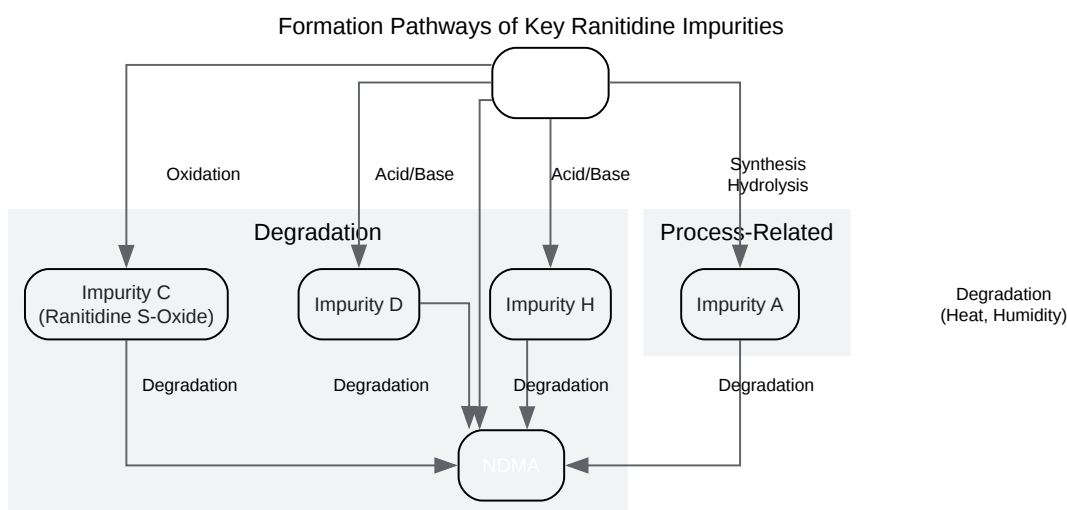 Formation Pathways of Key Ranitidine Impurities
Oxidation
Acid/Base
Acid/Base
Synthesis
Hydrolysis
Degradation
Process-Related
Impurity C
(Ranitidine S-Oxide)
Impurity D
Impurity H
Impurity A
Degradation
(Heat, Humidity)
Degradation
Degradation
Degradation
Degradation
NDMA